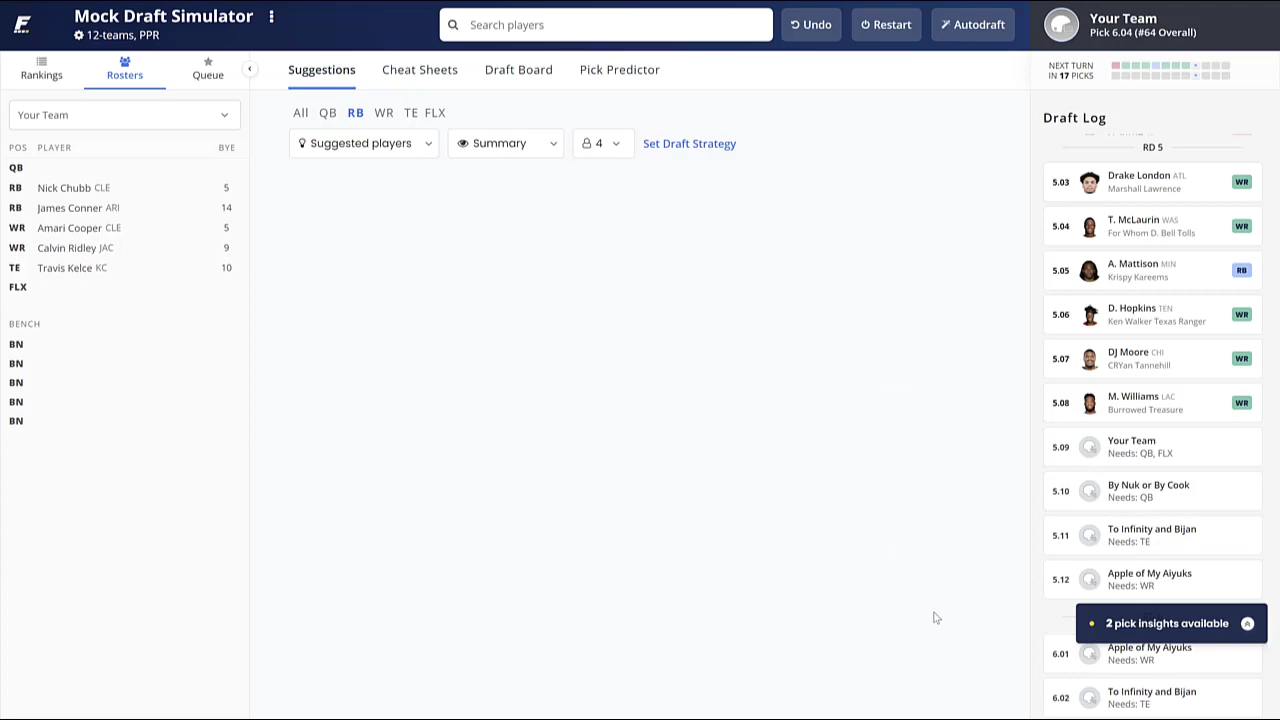 Mock Draft Simulator
12-teams, PPR
Search players
Undo
Restart
Autodraft
Your Team
Pick 6.04 (#64 Overall)
Rankings
Rosters
Queue
Suggestions
Cheat Sheets
Draft Board
Pick Predictor
NEXT TURN
IN 17 PICKS
Your Team
POS PLAYER BYE
QB
RB Nick Chubb CLE 5
RB James Conner ARI 14
WR Amari Cooper CLE 5
WR Calvin Ridley JAC 9
TE Travis Kelce KC 10
FLX
BENCH
BN
BN
BN
BN
BN
All QB RB WR TE FLX
Suggested players
Summary
4
Set Draft Strategy
Draft Log
RD 5
5.03 Drake London ATL WR
Marshall Lawrence
5.04 T. McLaurin WAS WR
For Whom D. Bell Tolls
5.05 A. Mattison MIN RB
Krispy Kareems
5.06 D. Hopkins TEN WR
Ken Walker Texas Ranger
5.07 DJ Moore CHI WR
CRYan Tannehill
5.08 M. Williams LAC WR
Burrowed Treasure
5.09 Your Team
Needs: QB, FLX
5.10 By Nuk or By Cook
Needs: QB
5.11 To Infinity and Bijan
Needs: TE
5.12 Apple of My Aiyuks
Needs: WR
2 pick insights available
6.01 Apple of My Aiyuks
Needs: WR
6.02 To Infinity and Bijan
Needs: TE